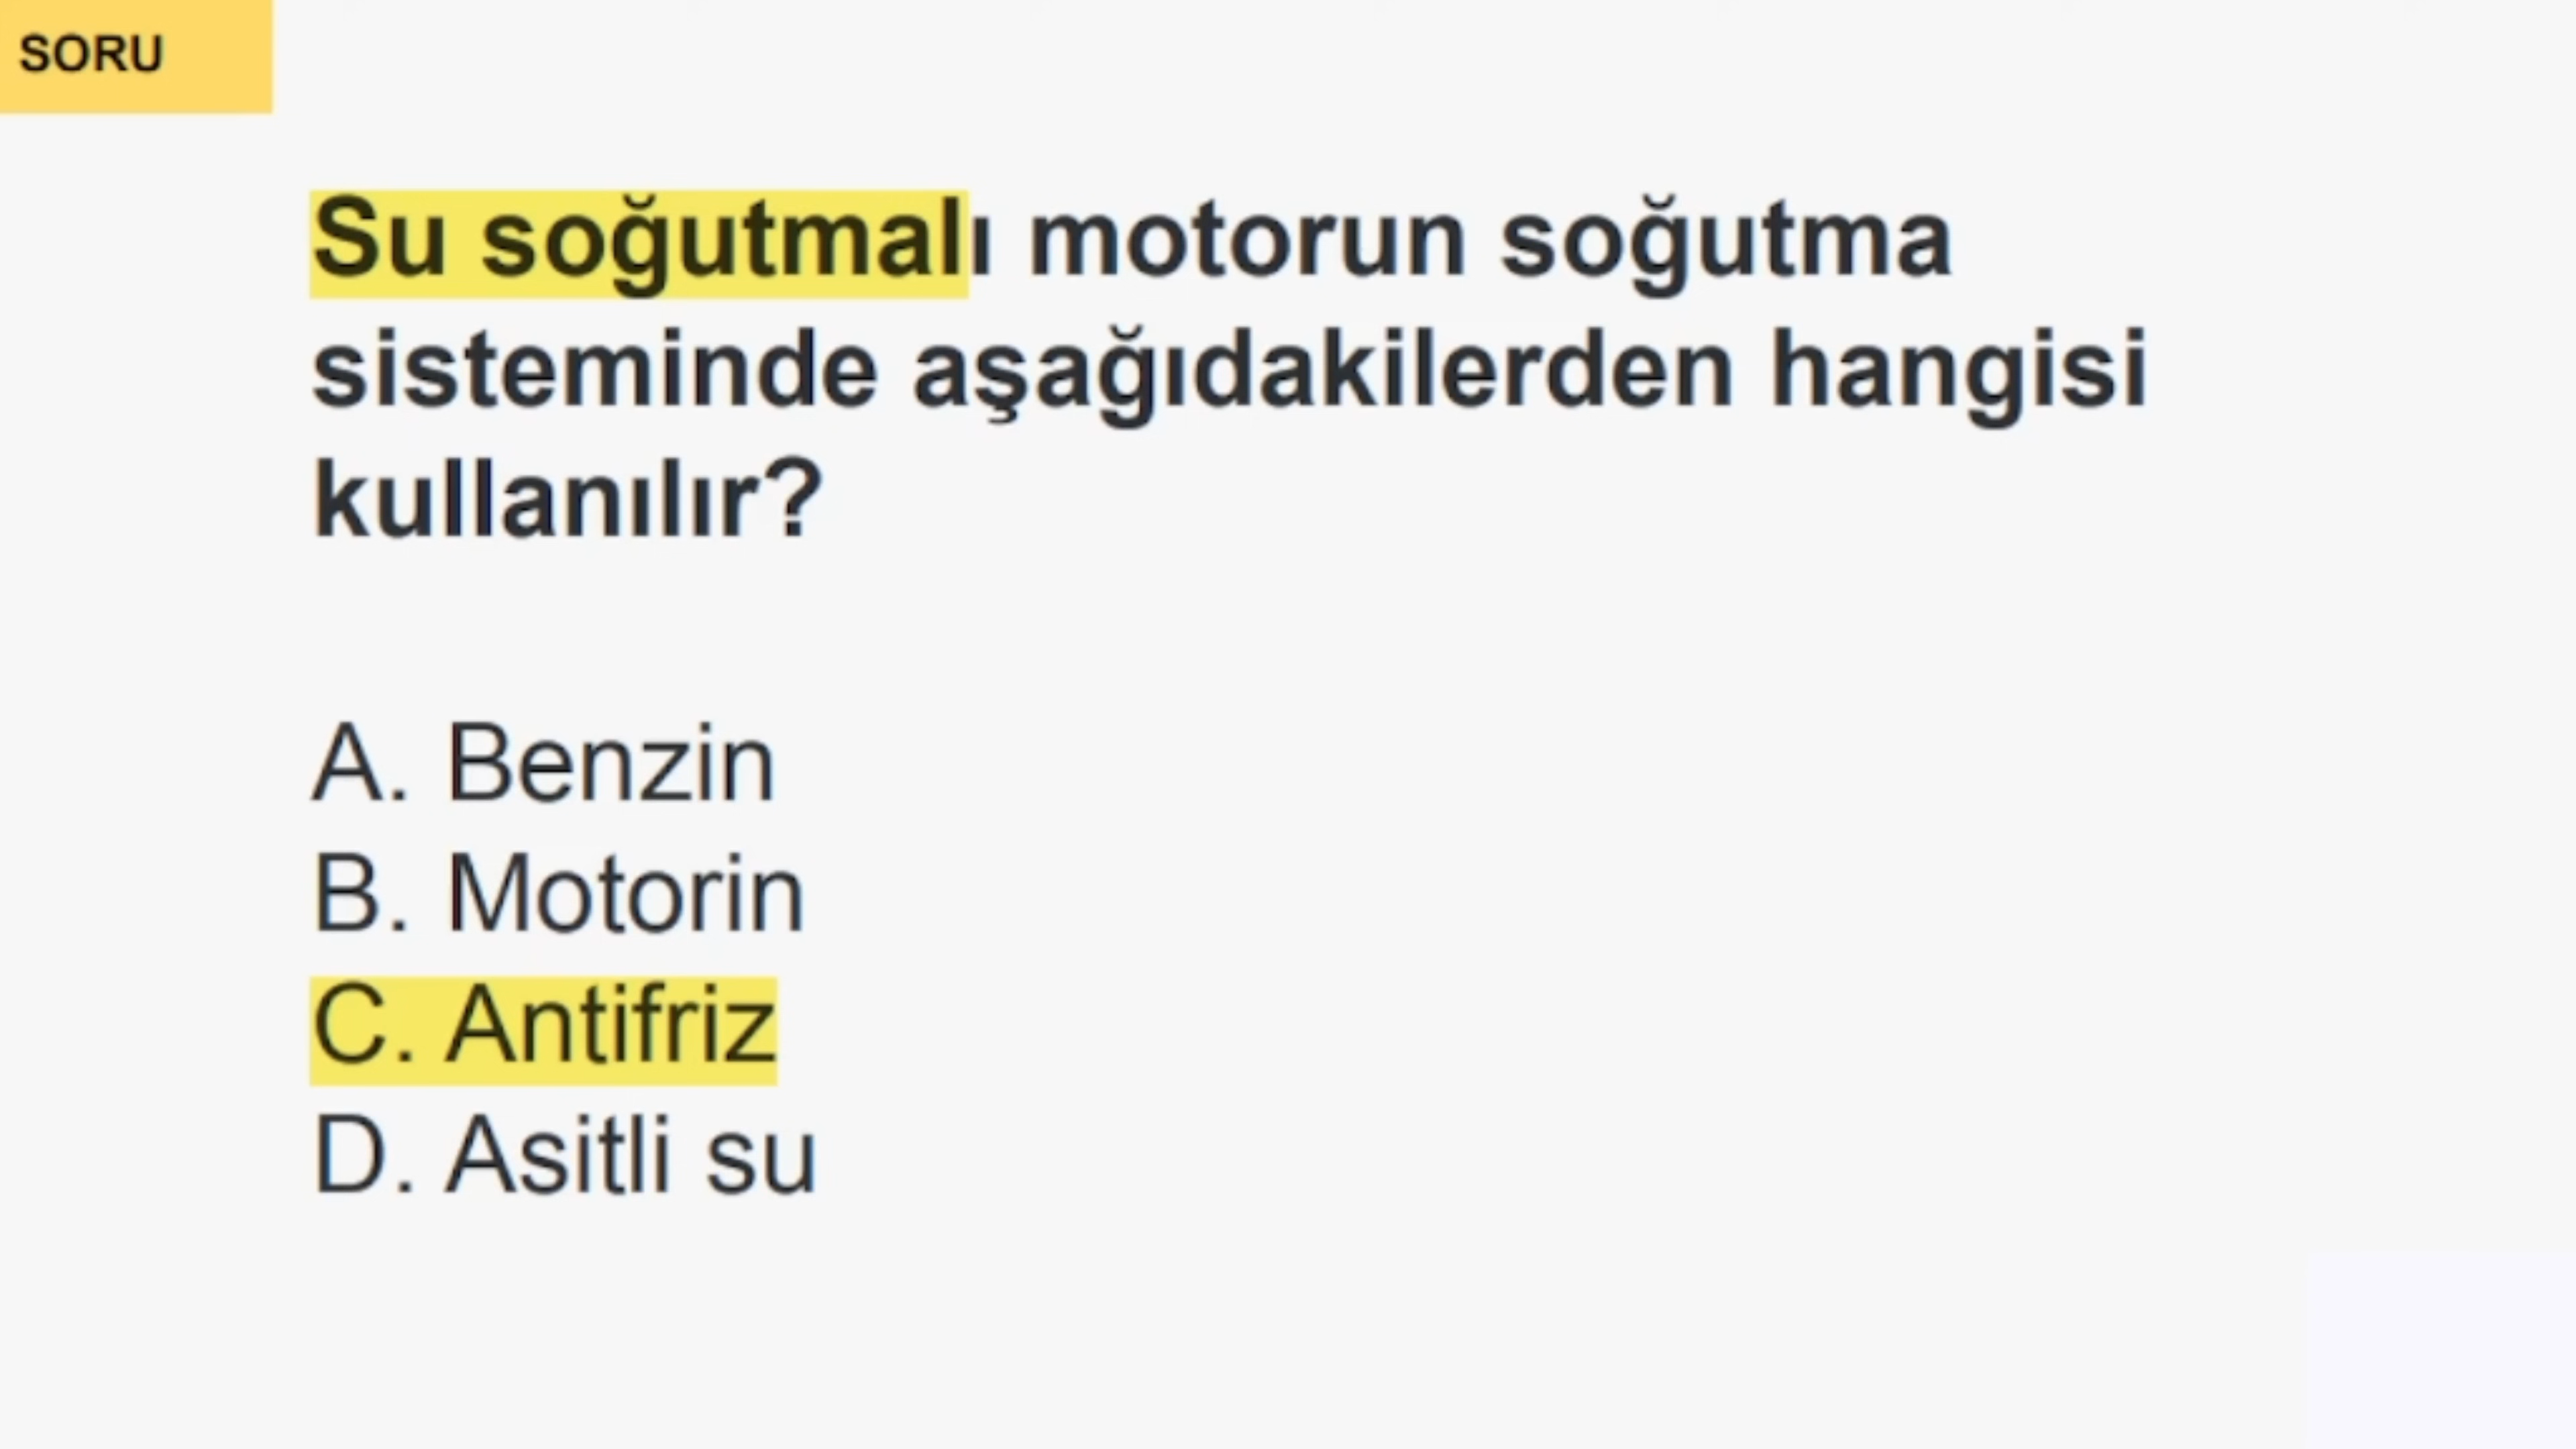 SORU
Su soğutmalı motorun soğutma
sisteminde aşağıdakilerden hangisi
kullanılır?
A. Benzin
B. Motorin
C. Antifriz
D. Asitli su